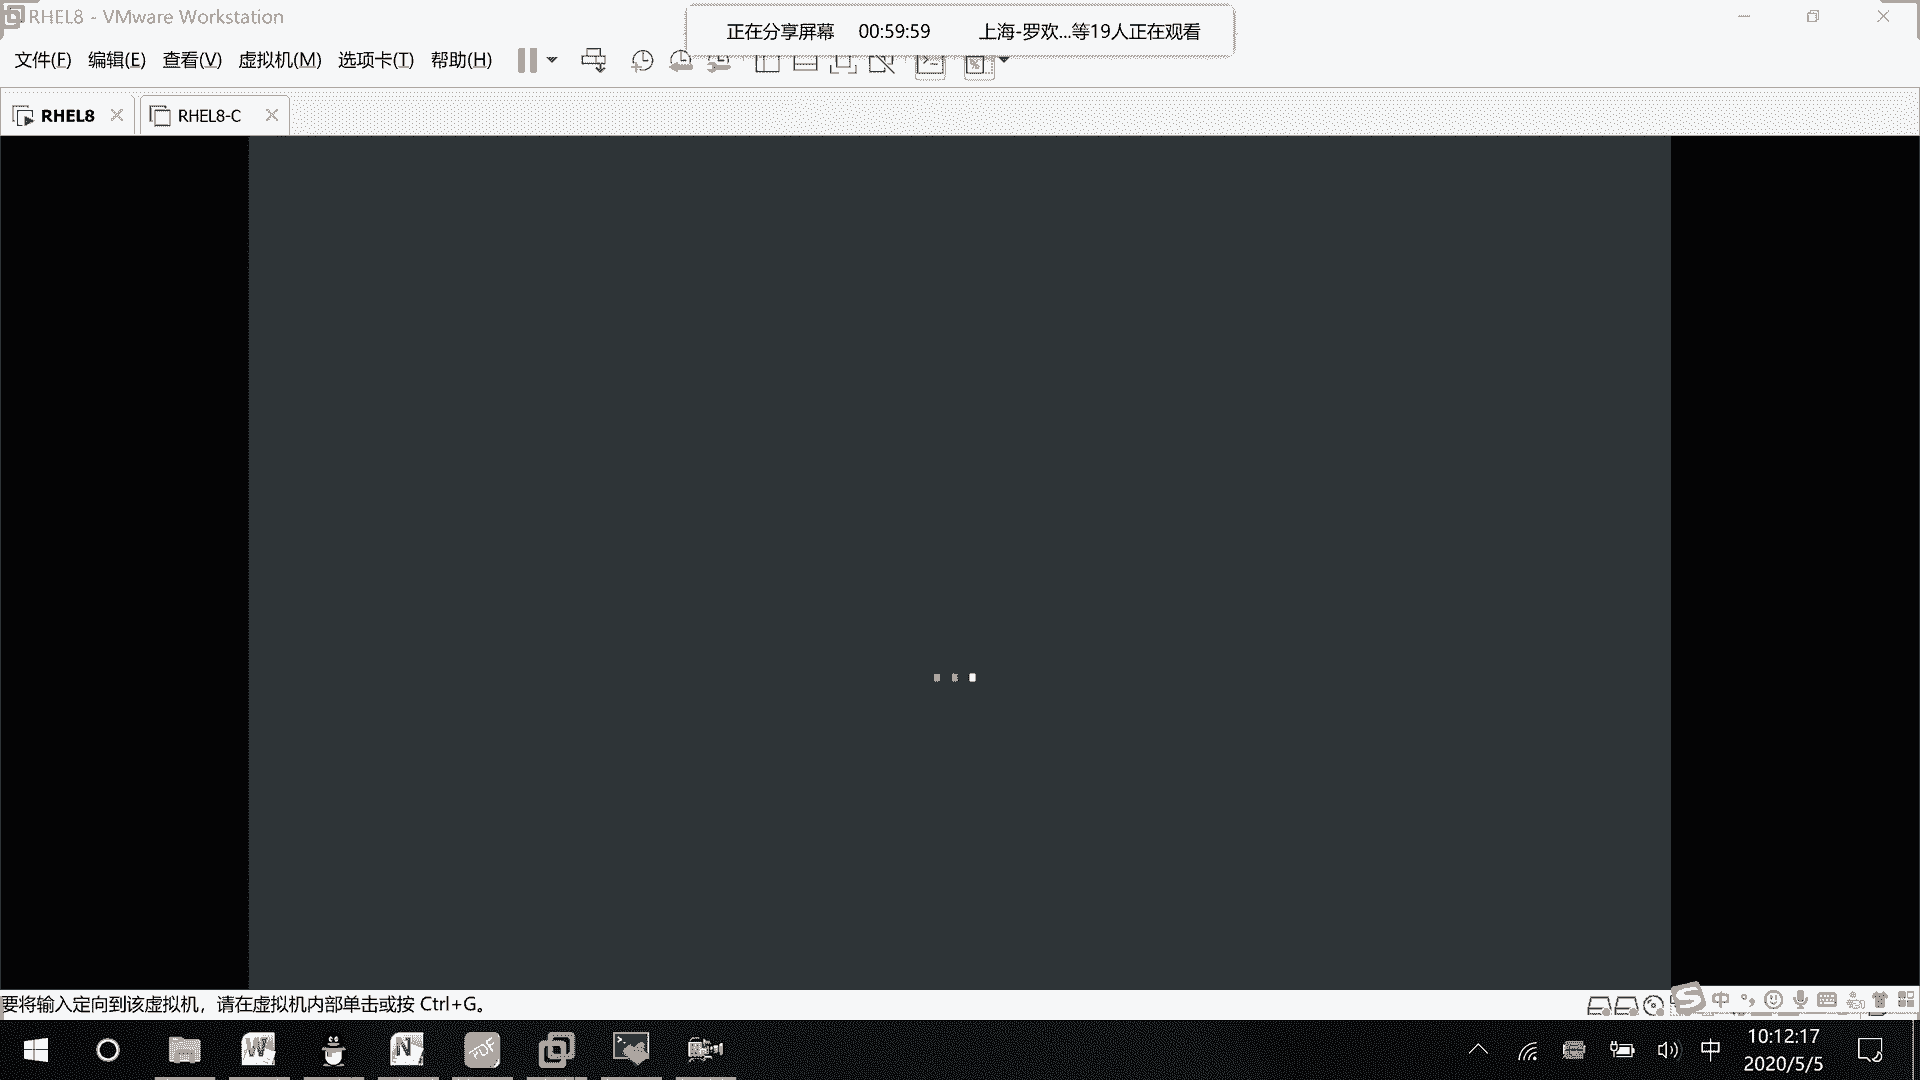 RHEL8 - VMware Workstation
正在分享屏幕 00:59:59 上海-罗欢...等19人正在观看
文件(F) 编辑(E) 查看(V) 虚拟机(M) 选项卡(T) 帮助(H)
RHEL8 RHEL8-C
要将输入定向到该虚拟机，请在虚拟机内部单击或按 Ctrl+G。
中
中 10:12:17
2020/5/5